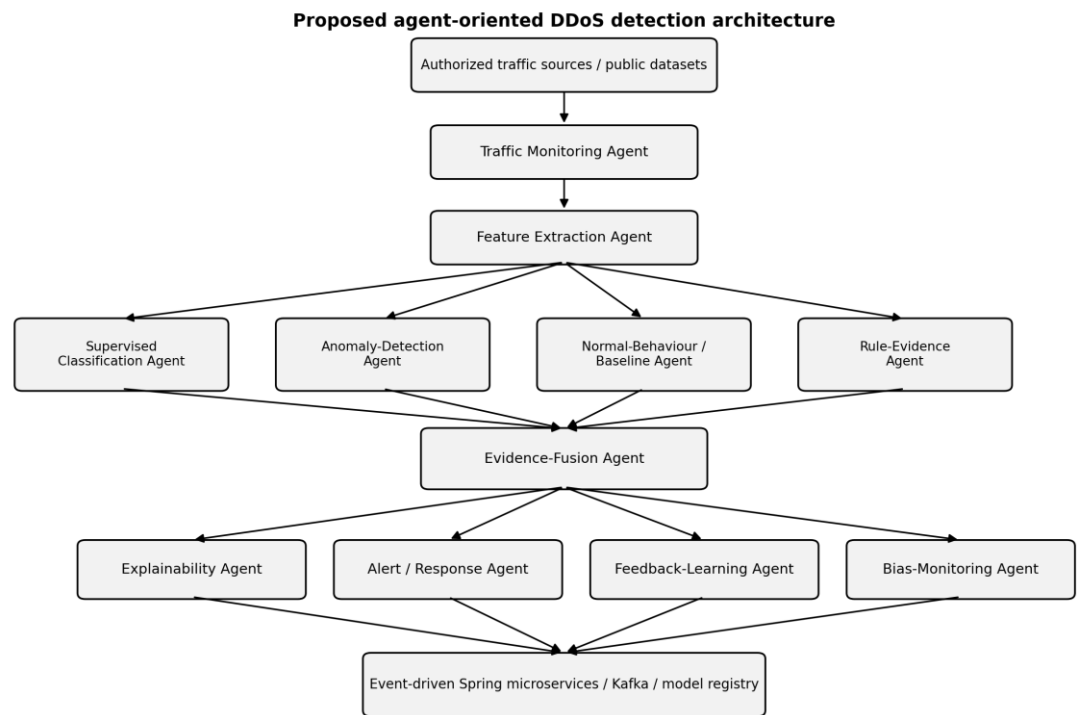 Proposed agent-oriented DDoS detection architecture
Authorized traffic sources / public datasets
Traffic Monitoring Agent
Feature Extraction Agent
Supervised
Classification Agent
Anomaly-Detection
Agent
Normal-Behaviour /
Baseline Agent
Rule-Evidence
Agent
Evidence-Fusion Agent
Explainability Agent
Alert / Response Agent
Feedback-Learning Agent
Bias-Monitoring Agent
Event-driven Spring microservices / Kafka / model registry